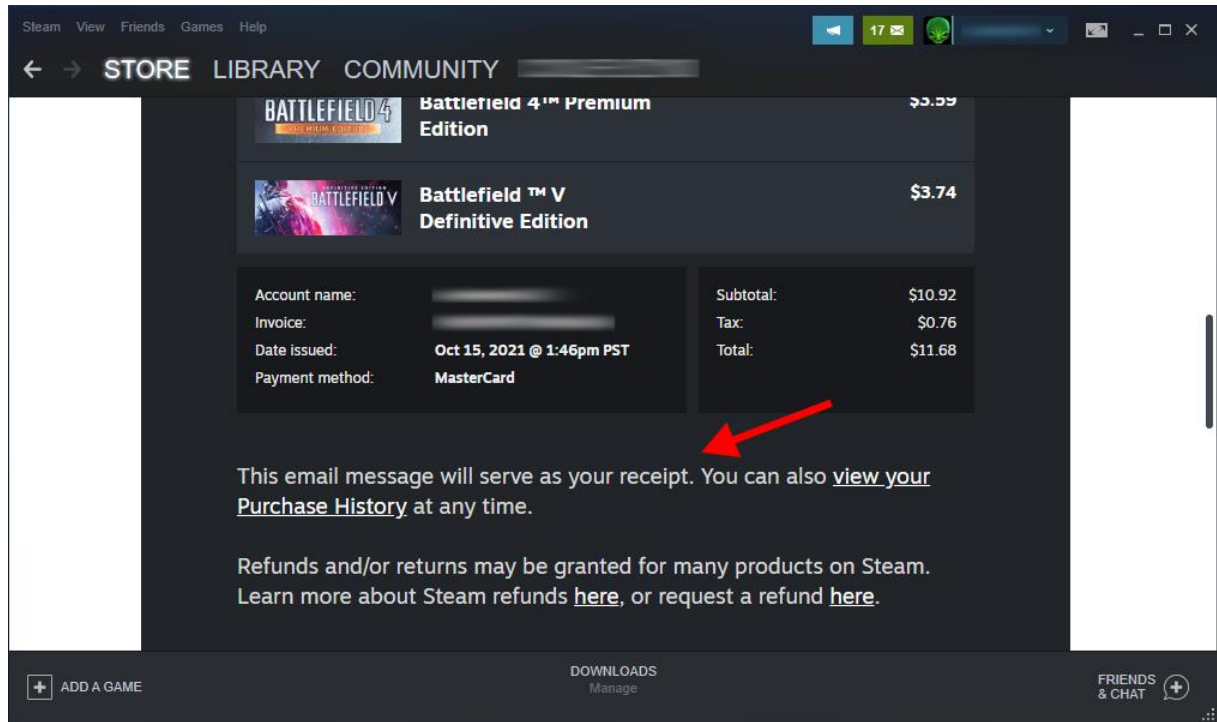 Steam View Friends Games Help
17
STORE LIBRARY COMMUNITY
BATTLEFIELD 4
PREMIUM EDITION
Battlefield 4™ Premium
Edition
$3.59
DEFINITIVE EDITION
BATTLEFIELD V
Battlefield ™ V
Definitive Edition
$3.74
Account name:
Invoice:
Date issued: Oct 15, 2021 @ 1:46pm PST
Payment method: MasterCard
Subtotal: $10.92
Tax: $0.76
Total: $11.68
This email message will serve as your receipt. You can also view your
Purchase History at any time.
Refunds and/or returns may be granted for many products on Steam.
Learn more about Steam refunds here, or request a refund here.
ADD A GAME
DOWNLOADS
Manage
FRIENDS
& CHAT